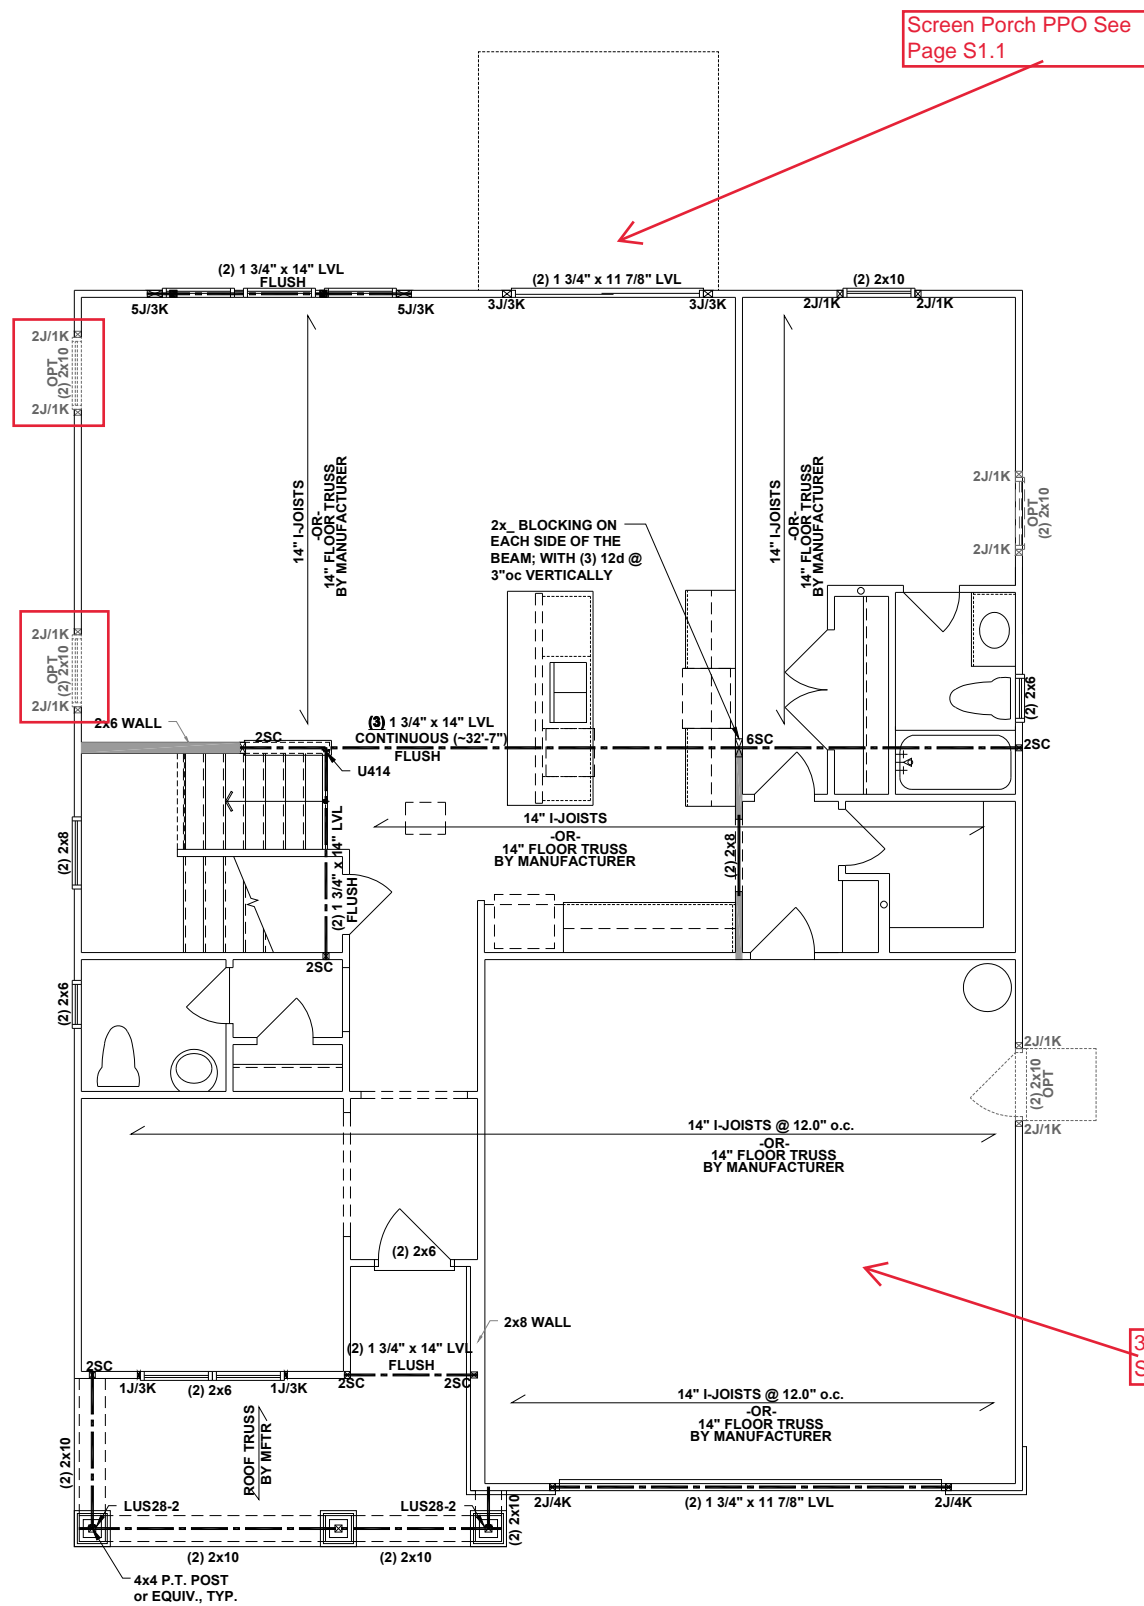 Screen Porch PPO See
Page S1.1
(2) 1 3/4" x 14" LVL
FLUSH
(2) 1 3/4" x 11 7/8" LVL
(2) 2x10
5J/3K
5J/3K
3J/3K
3J/3K
2J/1K
2J/1K
2J/1K
OPT
(2) 2x10
2J/1K
14" I-JOISTS
-OR-
14" FLOOR TRUSS
BY MANUFACTURER
14" I-JOISTS
-OR-
14" FLOOR TRUSS
BY MANUFACTURER
2J/1K
OPT
(2) 2x10
2J/1K
2x_ BLOCKING ON
EACH SIDE OF THE
BEAM; WITH (3) 12d @
3"oc VERTICALLY
2J/1K
OPT
(2) 2x10
2J/1K
(2) 2x6
2x6 WALL
2SC
(3) 1 3/4" x 14" LVL
CONTINUOUS (~32'-7")
FLUSH
6SC
2SC
U414
(2) 2x8
(2) 1 3/4" x 14" LVL
FLUSH
14" I-JOISTS
-OR-
14" FLOOR TRUSS
BY MANUFACTURER
(2) 2x8
2SC
(2) 2x6
2J/1K
(2) 2x10
OPT
2J/1K
14" I-JOISTS @ 12.0" o.c.
-OR-
14" FLOOR TRUSS
BY MANUFACTURER
(2) 2x6
2x8 WALL
(2) 1 3/4" x 14" LVL
FLUSH
2SC
1J/3K
(2) 2x6
1J/3K
2SC
2SC
14" I-JOISTS @ 12.0" o.c.
-OR-
14" FLOOR TRUSS
BY MANUFACTURER
ROOF TRUSS
BY MFTR
(2) 2x10
LUS28-2
LUS28-2
(2) 2x10
2J/4K
(2) 1 3/4" x 11 7/8" LVL
2J/4K
(2) 2x10
(2) 2x10
4x4 P.T. POST
or EQUIV., TYP.